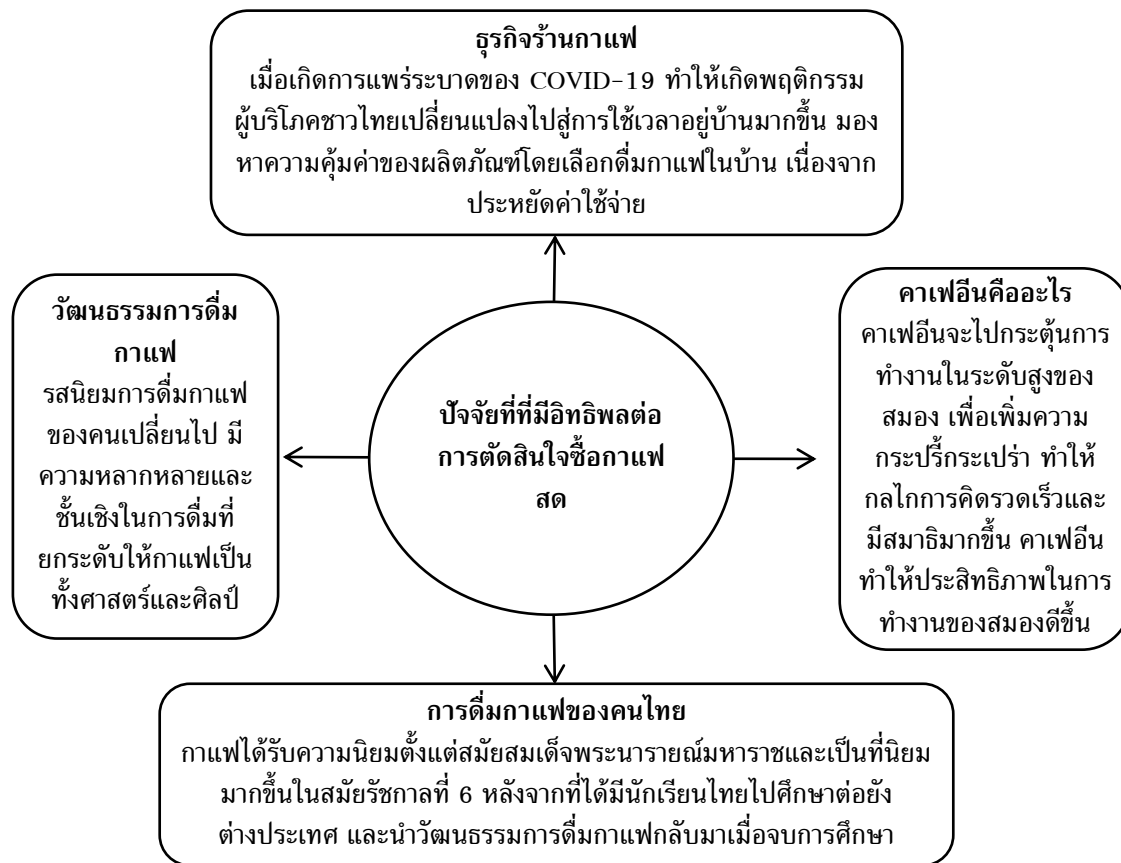 ธุรกิจร้านกาแฟ
เมื่อเกิดการแพร่ระบาดของ COVID-19 ทำให้เกิดพฤติกรรม
ผู้บริโภคชาวไทยเปลี่ยนแปลงไปสู่การใช้เวลาอยู่บ้านมากขึ้น มอง
หาความคุ้มค่าของผลิตภัณฑ์โดยเลือกดื่มกาแฟในบ้าน เนื่องจาก
ประหยัดค่าใช้จ่าย
วัฒนธรรมการดื่ม
กาแฟ
รสนิยมการดื่มกาแฟ
ของคนเปลี่ยนไป มี
ความหลากหลายและ
ชั้นเชิงในการดื่มที่
ยกระดับให้กาแฟเป็น
ทั้งศาสตร์และศิลป์
ปัจจัยที่ที่มีอิทธิพลต่อ
การตัดสินใจซื้อกาแฟ
สด
คาเฟอีนคืออะไร
คาเฟอีนจะไปกระตุ้นการ
ทำงานในระดับสูงของ
สมอง เพื่อเพิ่มความ
กระปรี้กระเปร่า ทำให้
กลไกการคิดรวดเร็วและ
มีสมาธิมากขึ้น คาเฟอีน
ทำให้ประสิทธิภาพในการ
ทำงานของสมองดีขึ้น
การดื่มกาแฟของคนไทย
กาแฟได้รับความนิยมตั้งแต่สมัยสมเด็จพระนารายณ์มหาราชและเป็นที่นิยม
มากขึ้นในสมัยรัชกาลที่ 6 หลังจากที่ได้มีนักเรียนไทยไปศึกษาต่อยัง
ต่างประเทศ และนำวัฒนธรรมการดื่มกาแฟกลับมาเมื่อจบการศึกษา